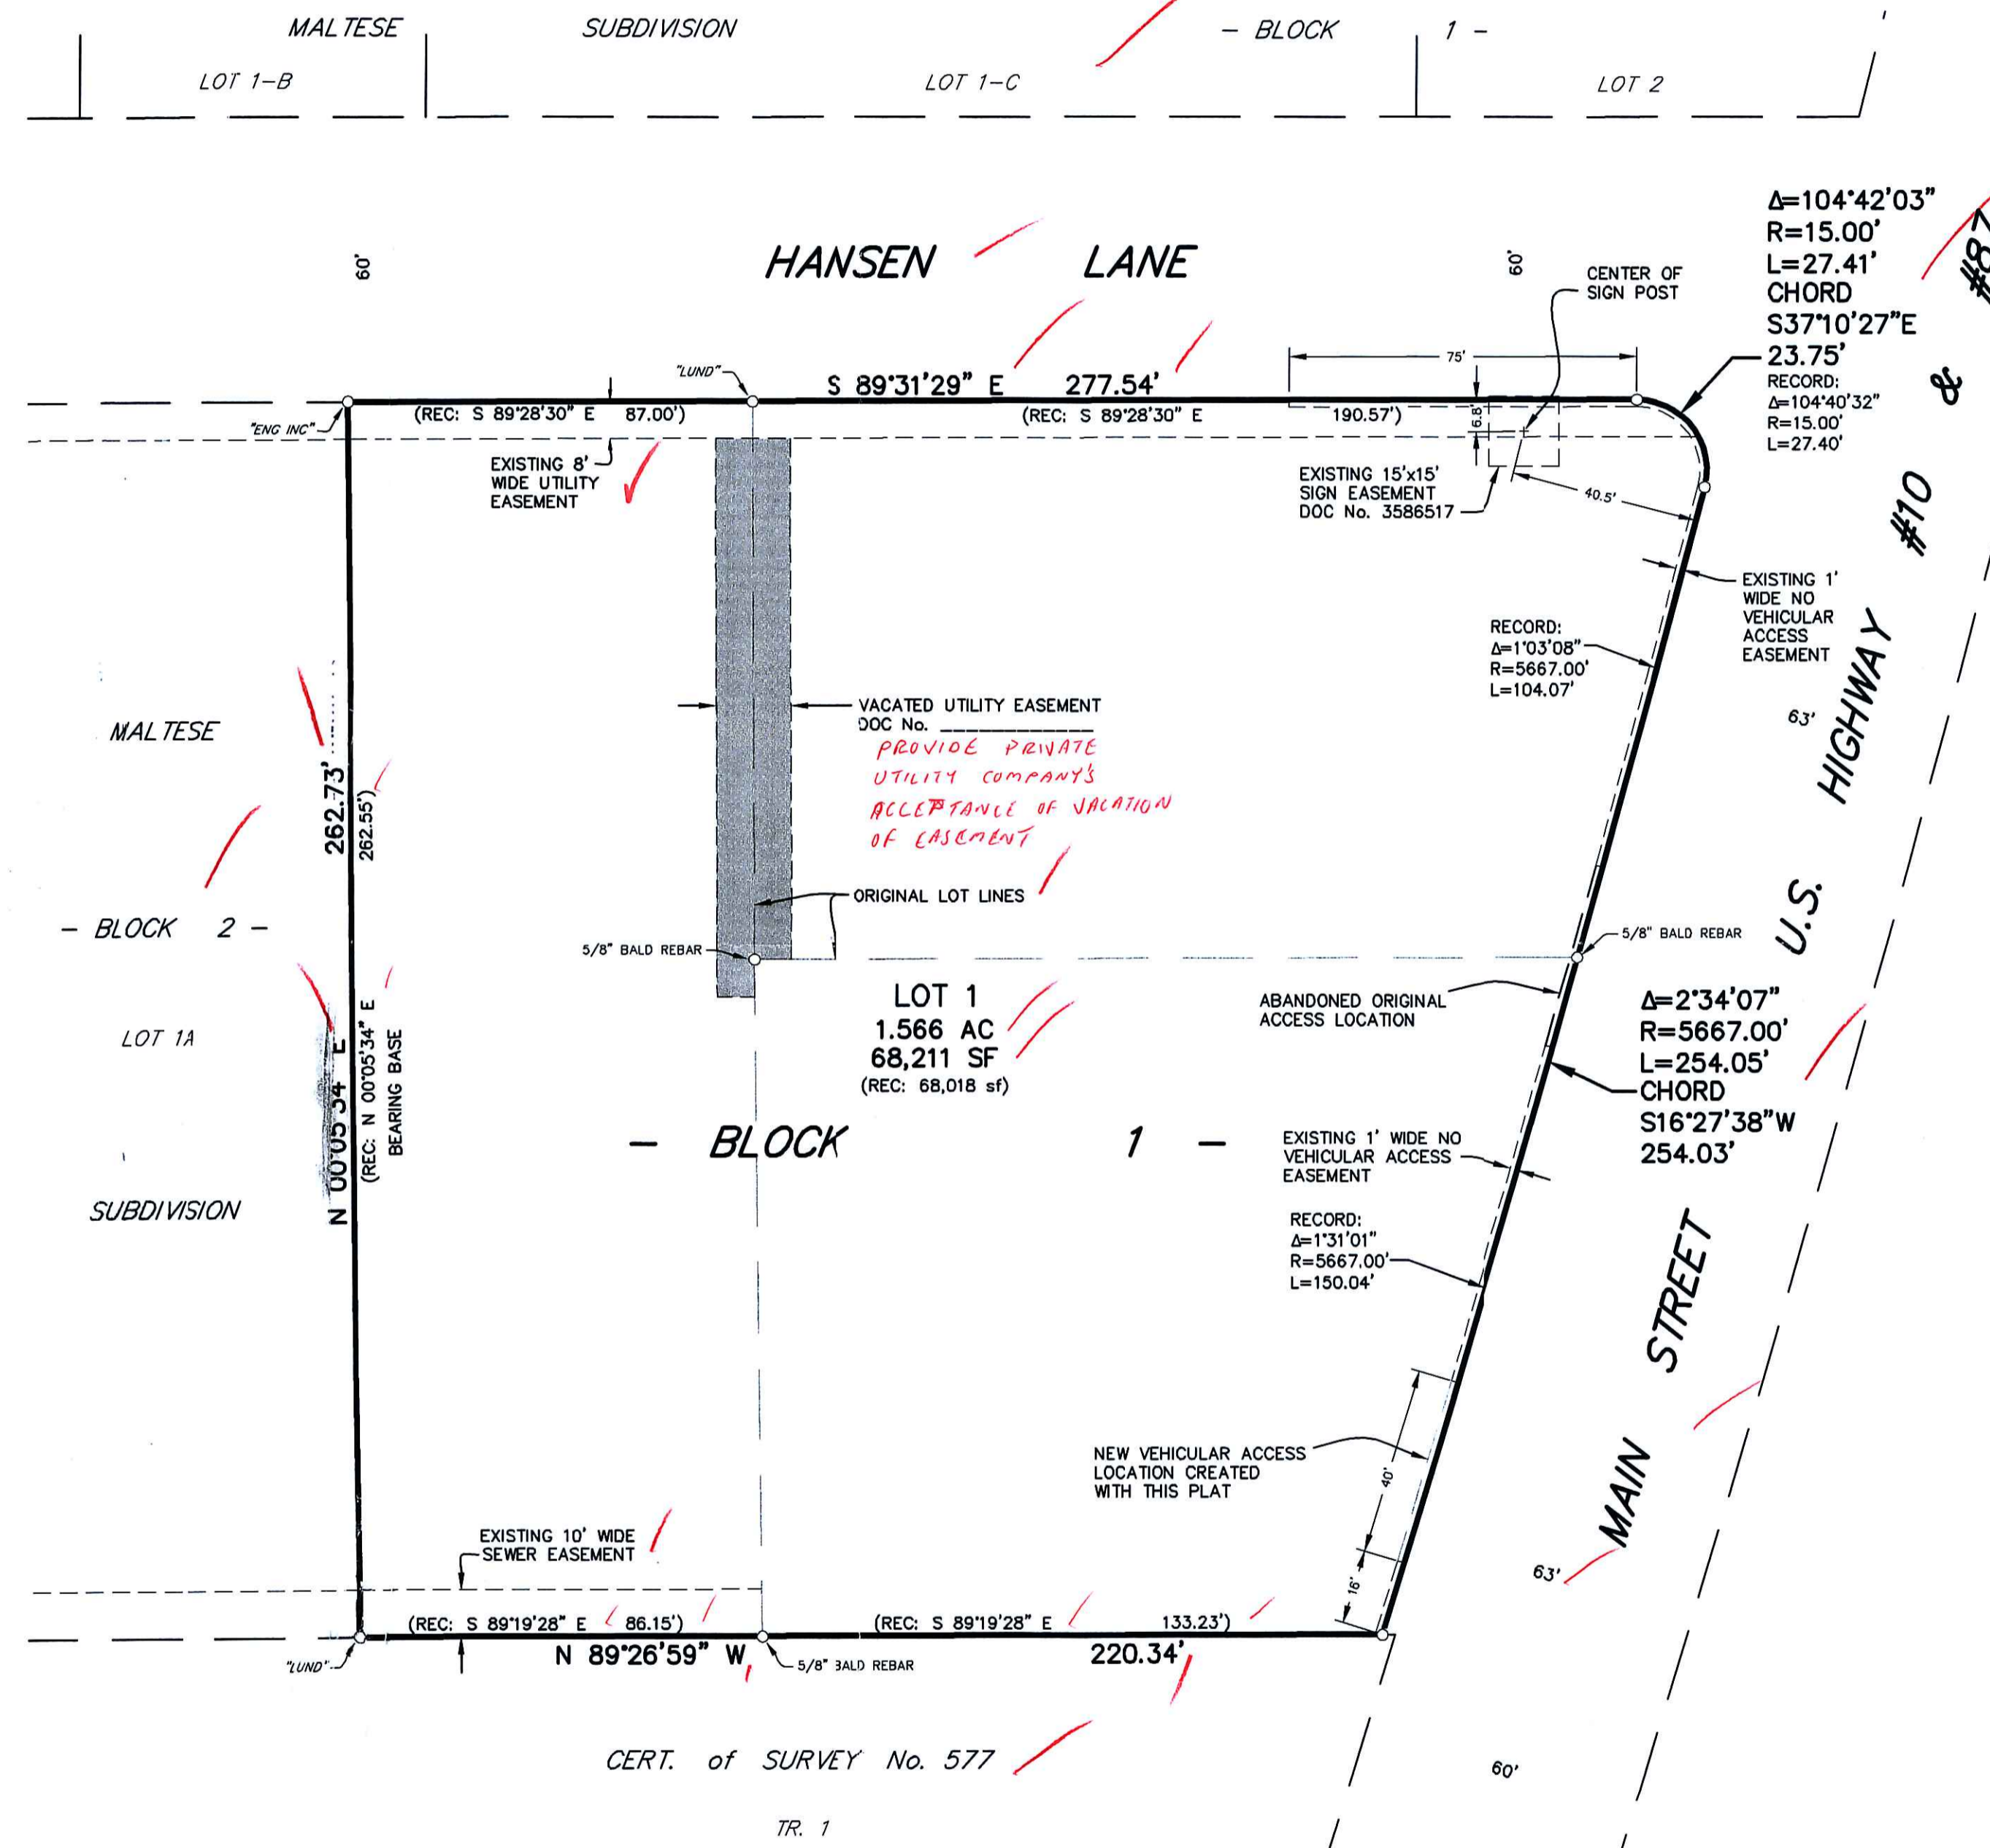 MALTESE SUBDIVISION - BLOCK 1 -
LOT 1-B LOT 1-C LOT 2
HANSEN LANE
60'
60'
CENTER OF
SIGN POST
Δ=104°42'03"
R=15.00'
L=27.41'
CHORD
S37°10'27"E
23.75'
RECORD:
Δ=104°40'32"
R=15.00'
L=27.40'
#87
&
#10
HIGHWAY
U.S.
"LUND"
S 89°31'29" E 277.54'
75'
"ENG INC"
(REC: S 89°28'30" E 87.00')
(REC: S 89°28'30" E 190.57')
6.8'
EXISTING 8'
WIDE UTILITY
EASEMENT
EXISTING 15'x15'
SIGN EASEMENT
DOC No. 3586517
40.5'
EXISTING 1'
WIDE NO
VEHICULAR
ACCESS
EASEMENT
RECORD:
Δ=1°03'08"
R=5667.00'
L=104.07'
63'
VACATED UTILITY EASEMENT
DOC No. _____________
PROVIDE PRIVATE
UTILITY COMPANY'S
ACCEPTANCE OF VACATION
OF EASEMENT
MALTESE
262.73'
262.55')
ORIGINAL LOT LINES
- BLOCK 2 -
5/8" BALD REBAR
5/8" BALD REBAR
LOT 1
1.566 AC
68,211 SF
(REC: 68,018 sf)
ABANDONED ORIGINAL
ACCESS LOCATION
Δ=2°34'07"
R=5667.00'
L=254.05'
CHORD
S16°27'38"W
254.03'
LOT 1A
N 00°05'34" E
(REC: N 00°05'34" E
BEARING BASE
- BLOCK 1 -
EXISTING 1' WIDE NO
VEHICULAR ACCESS
EASEMENT
SUBDIVISION
RECORD:
Δ=1°31'01"
R=5667.00'
L=150.04'
MAIN STREET
NEW VEHICULAR ACCESS
LOCATION CREATED
WITH THIS PLAT
40'
16'
63'
EXISTING 10' WIDE
SEWER EASEMENT
(REC: S 89°19'28" E 86.15')
(REC: S 89°19'28" E 133.23')
N 89°26'59" W 220.34'
"LUND"
5/8" BALD REBAR
CERT. of SURVEY No. 577
60'
TR. 1